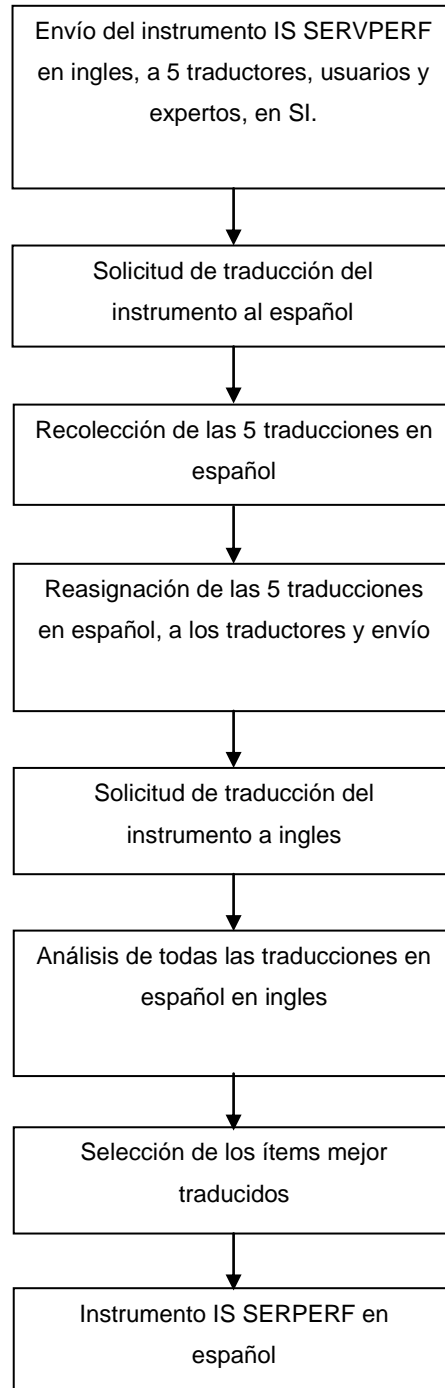 Envío del instrumento IS SERVPERF
en ingles, a 5 traductores, usuarios y
expertos, en SI.
Solicitud de traducción del
instrumento al español
Recolección de las 5 traducciones en
español
Reasignación de las 5 traducciones
en español, a los traductores y envío
Solicitud de traducción del
instrumento a ingles
Análisis de todas las traducciones en
español en ingles
Selección de los ítems mejor
traducidos
Instrumento IS SERPERF en
español